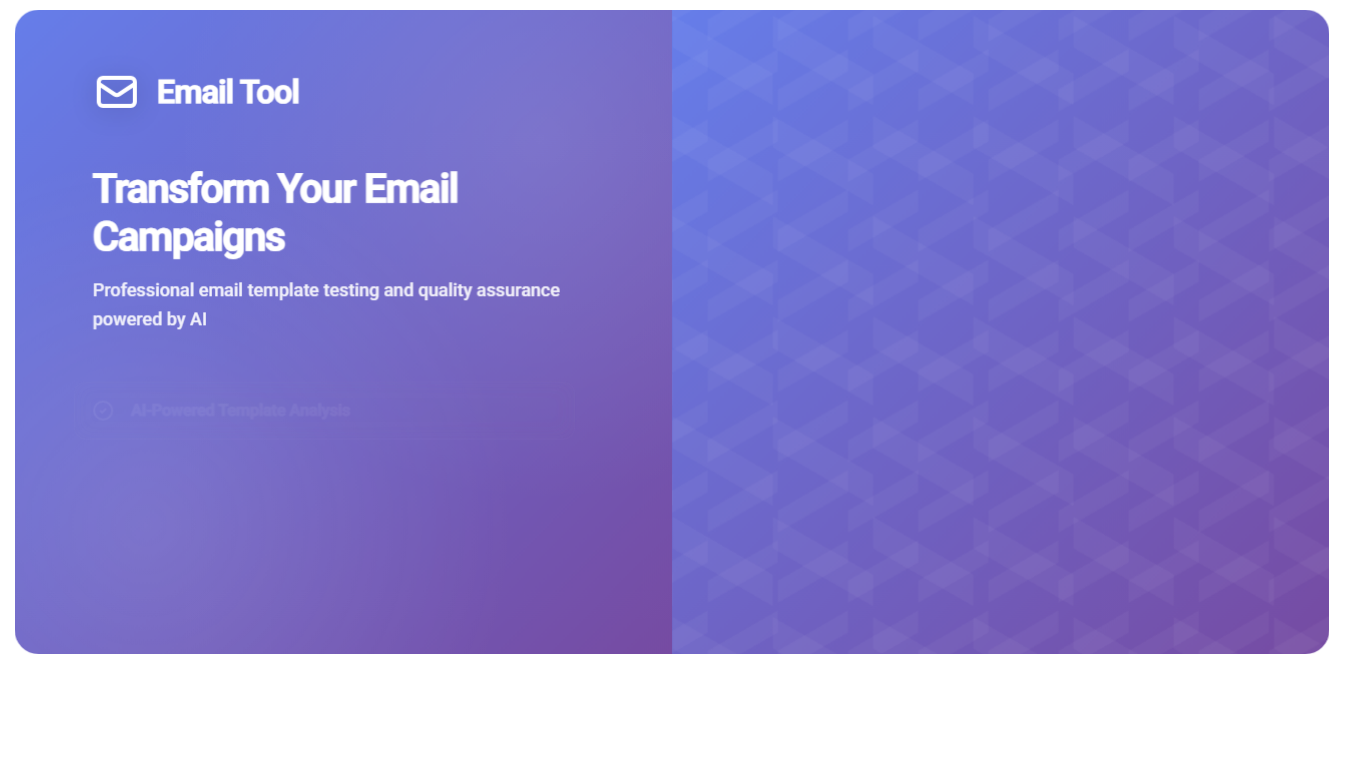 Email Tool
Transform Your Email
Campaigns
Professional email template testing and quality assurance
powered by AI
AI-Powered Template Analysis